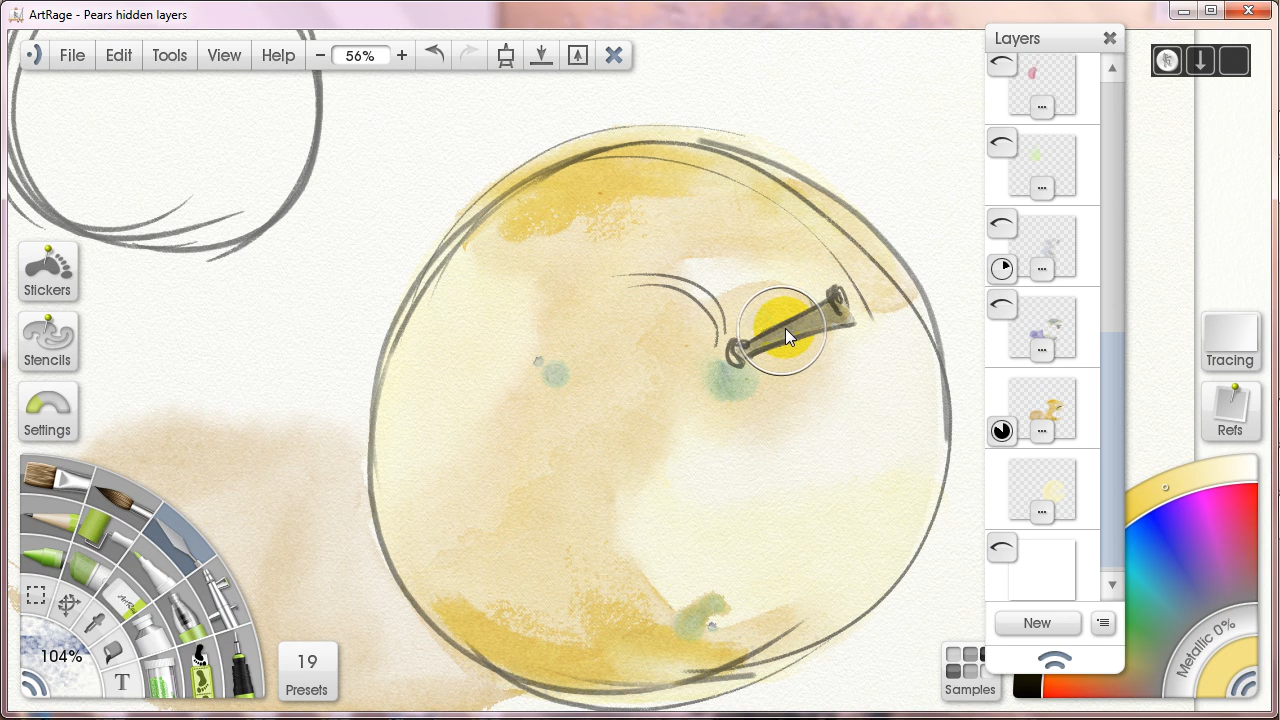 ArtRage - Pears hidden layers
File Edit Tools View Help − 56% +
Layers
Stickers
Stencils
Settings
104%
T
19
Presets
Tracing
Refs
New
Samples
Metallic 0%